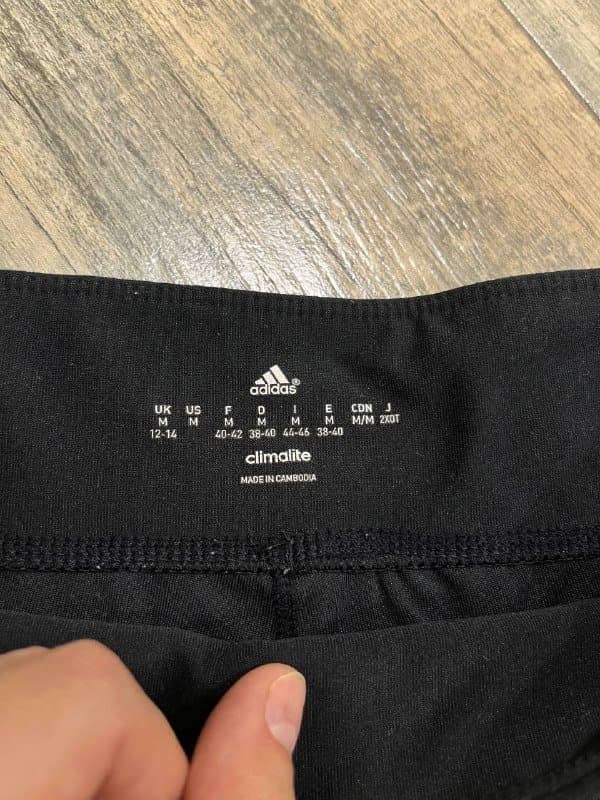 adidas®
UK US F D I E CDN J
M M M M M M M/M 2XOT
12-14 40-42 38-40 44-46 38-40
climalite
MADE IN CAMBODIA